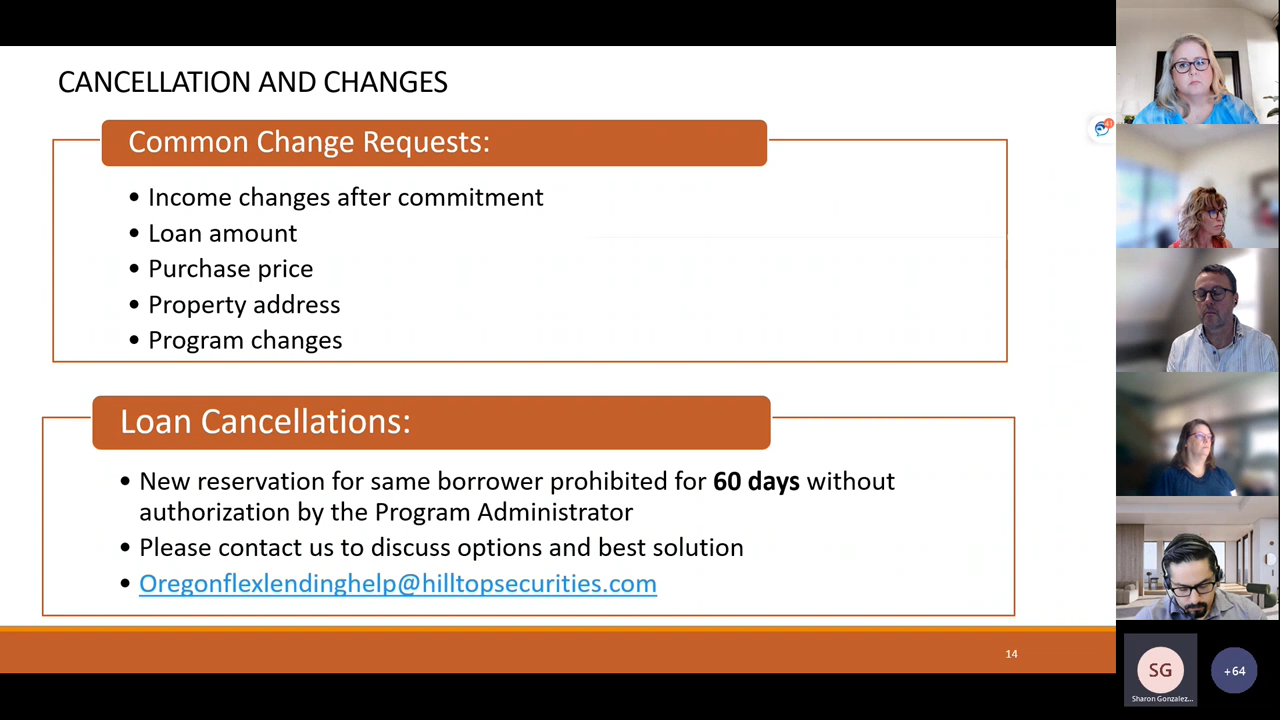 CANCELLATION AND CHANGES
Common Change Requests:
• Income changes after commitment
• Loan amount
• Purchase price
• Property address
• Program changes
Loan Cancellations:
• New reservation for same borrower prohibited for 60 days without
authorization by the Program Administrator
• Please contact us to discuss options and best solution
• Oregonflexlendinghelp@hilltopsecurities.com
14
SG
+64
Sharon Gonzalez...